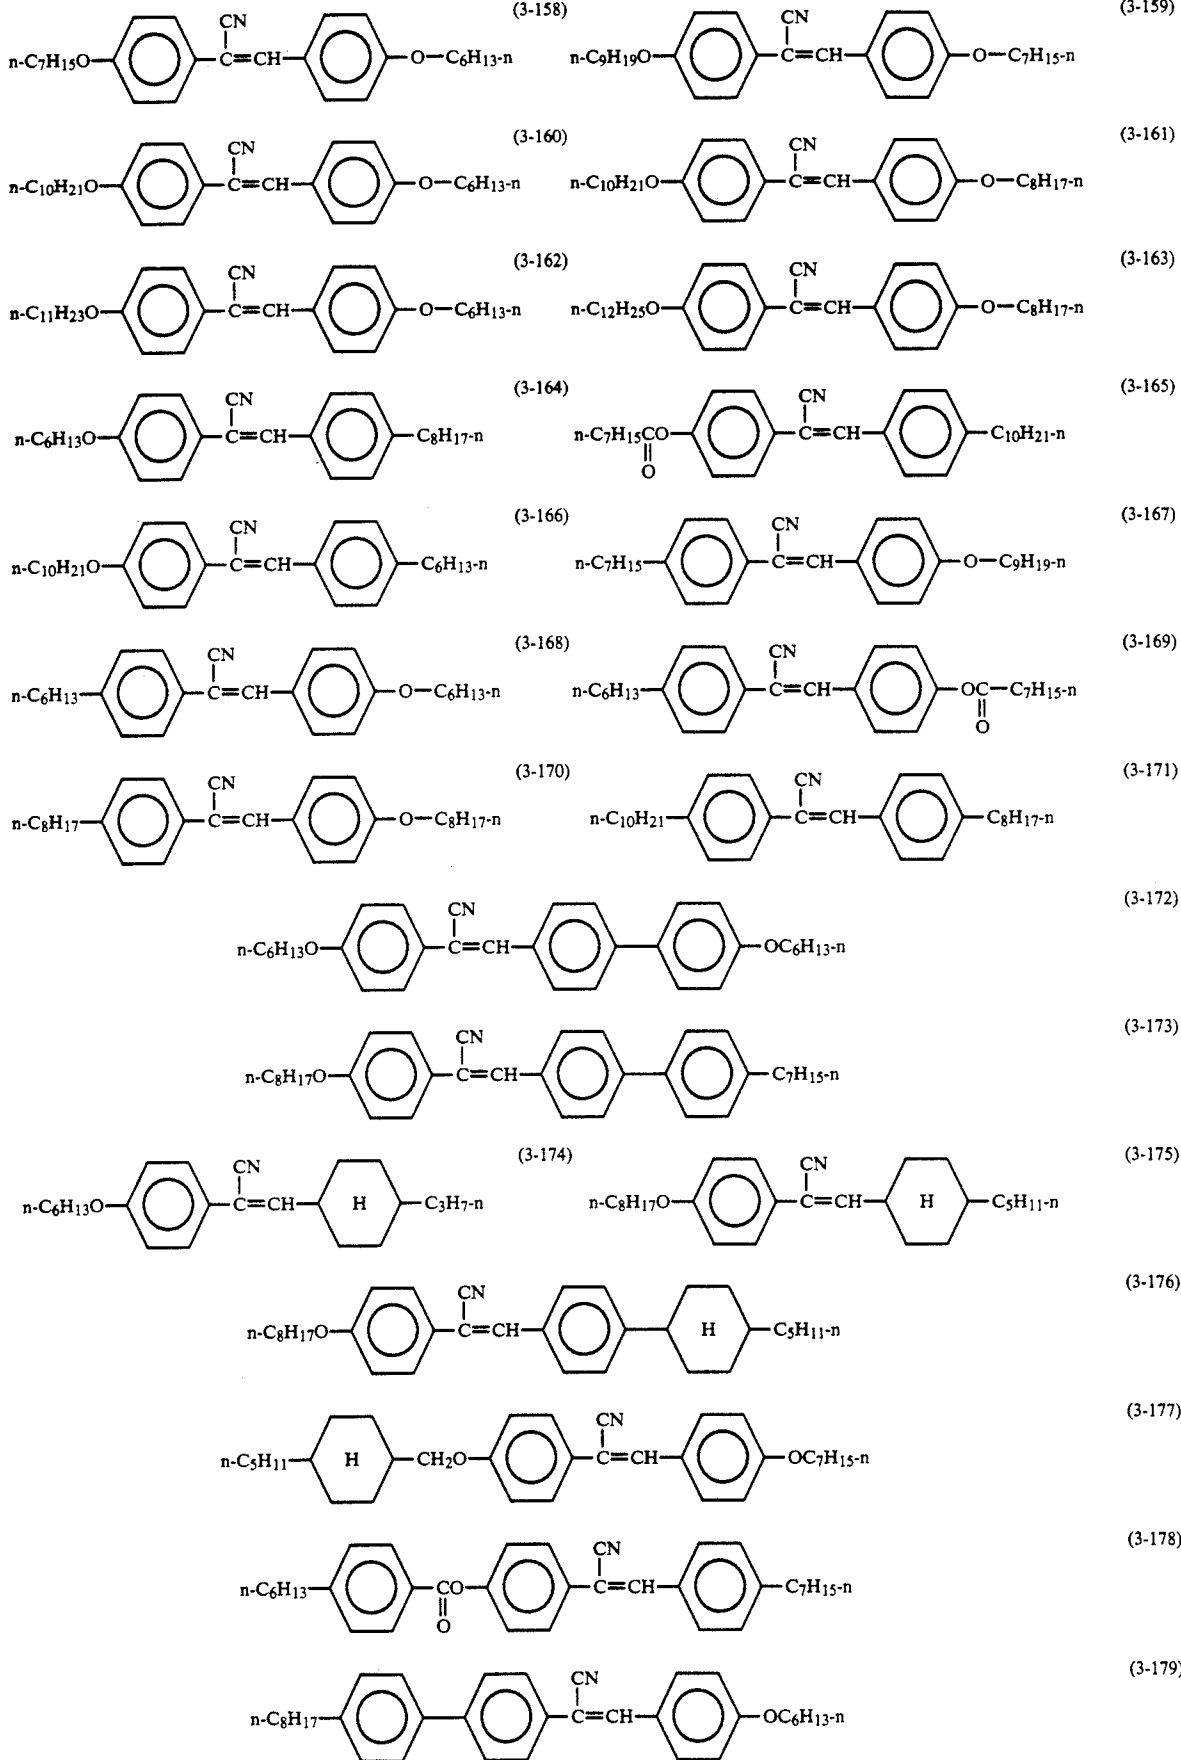 (3-158) (3-159)
CN CN
n-C7H15O C=CH O-C6H13-n n-C9H19O C=CH O-C7H15-n
(3-160) (3-161)
CN CN
n-C10H21O C=CH O-C6H13-n n-C10H21O C=CH O-C8H17-n
(3-162) (3-163)
CN CN
n-C11H23O C=CH O-C6H13-n n-C12H25O C=CH O-C8H17-n
(3-164) (3-165)
CN CN
n-C6H13O C=CH C8H17-n n-C7H15CO C=CH C10H21-n
O
(3-166) (3-167)
CN CN
n-C10H21O C=CH C6H13-n n-C7H15 C=CH O-C9H19-n
(3-168) (3-169)
CN CN
n-C6H13 C=CH O-C6H13-n n-C6H13 C=CH OC-C7H15-n
O
(3-170) (3-171)
CN CN
n-C8H17 C=CH O-C8H17-n n-C10H21 C=CH C8H17-n
(3-172)
CN
n-C6H13O C=CH OC6H13-n
(3-173)
CN
n-C8H17O C=CH C7H15-n
(3-174) (3-175)
CN CN
n-C6H13O C=CH H C3H7-n n-C8H17O C=CH H C5H11-n
(3-176)
CN
n-C8H17O C=CH H C5H11-n
(3-177)
CN
n-C5H11 H CH2O C=CH OC7H15-n
(3-178)
CN
n-C6H13 CO C=CH C7H15-n
O
(3-179)
CN
n-C8H17 C=CH OC6H13-n